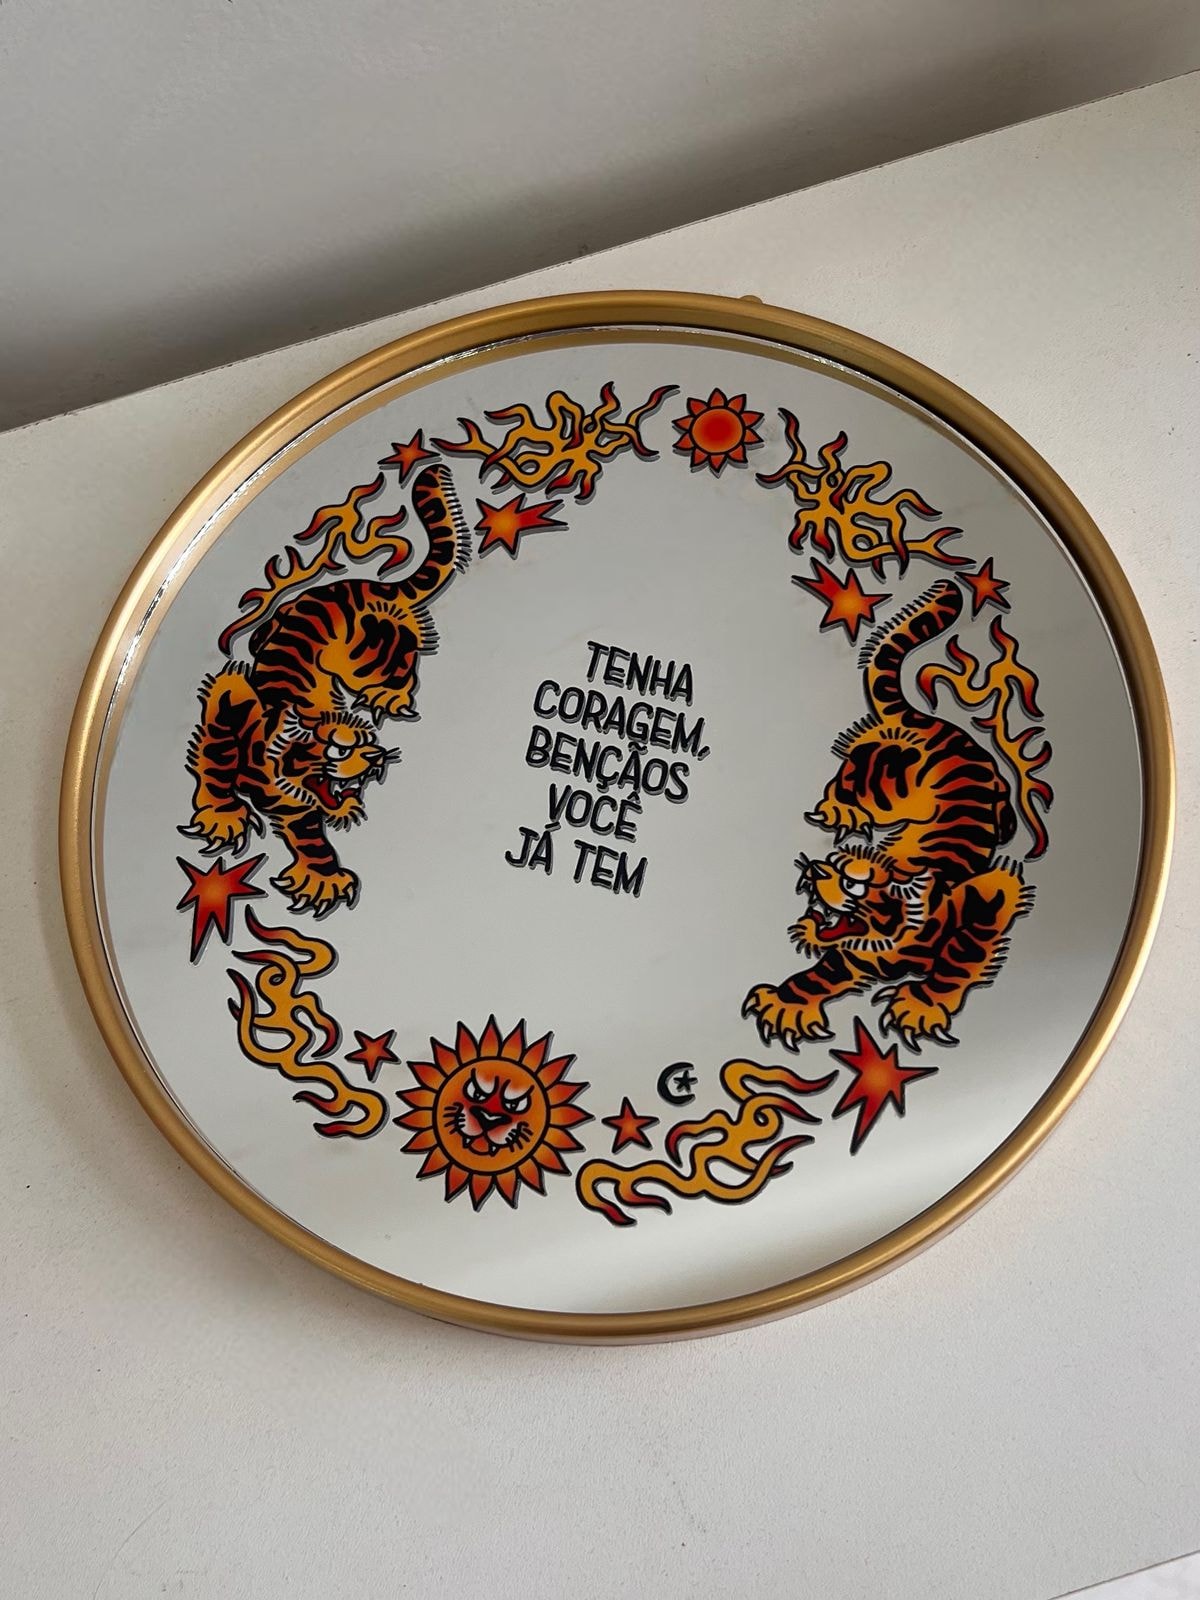 TENHA
CORAGEM,
BENÇÃOS
VOCÊ
JÁ TEM